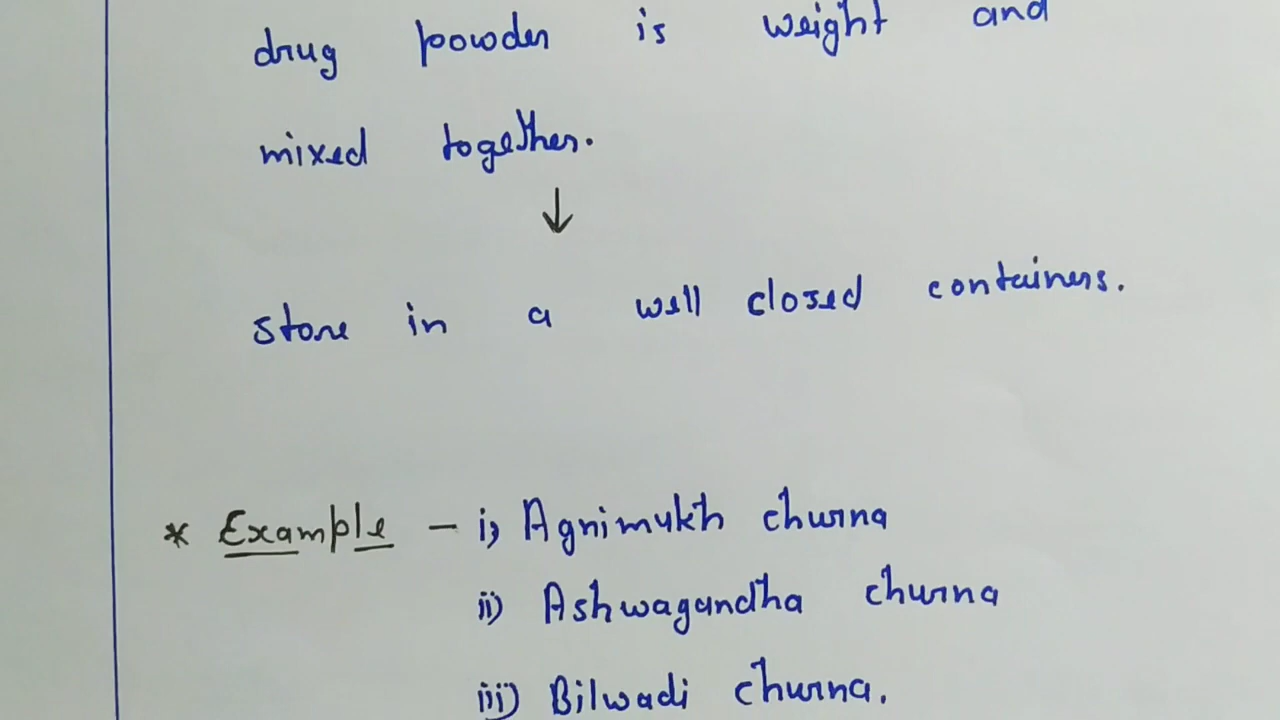 drug powder is weight and
mixed together.
↓
store in a well closed containers.
* Example - i) Agnimukh churna
ii) Ashwagandha churna
iii) Bilwadi churna.